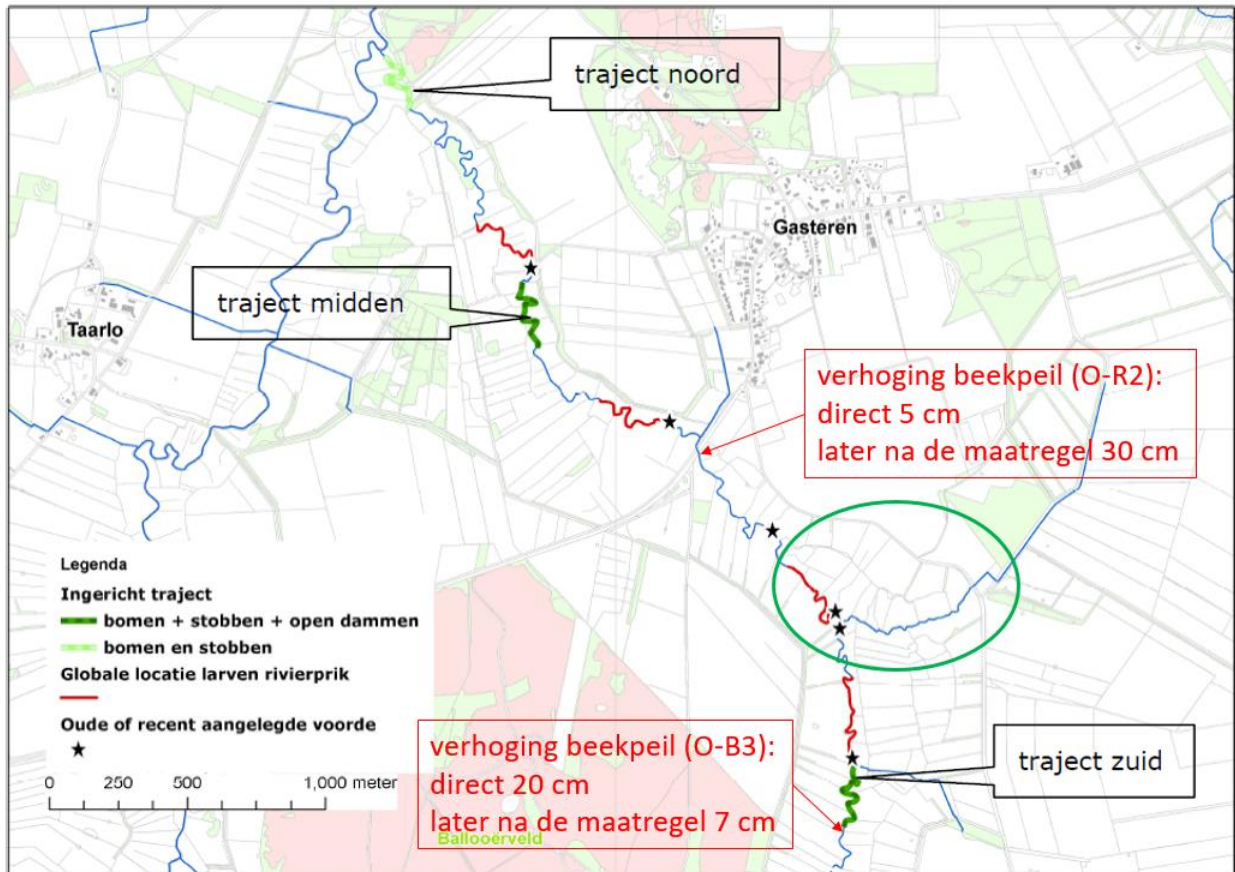 traject noord
Gasteren
traject midden
Taarlo
verhoging beekpeil (O-R2):
direct 5 cm
later na de maatregel 30 cm
Legenda
Ingericht traject
bomen + stobben + open dammen
bomen en stobben
Globale locatie larven rivierprik
Oude of recent aangelegde voorde
0 250 500 1,000 meter
verhoging beekpeil (O-B3):
direct 20 cm
later na de maatregel 7 cm
traject zuid
Ballooërveld